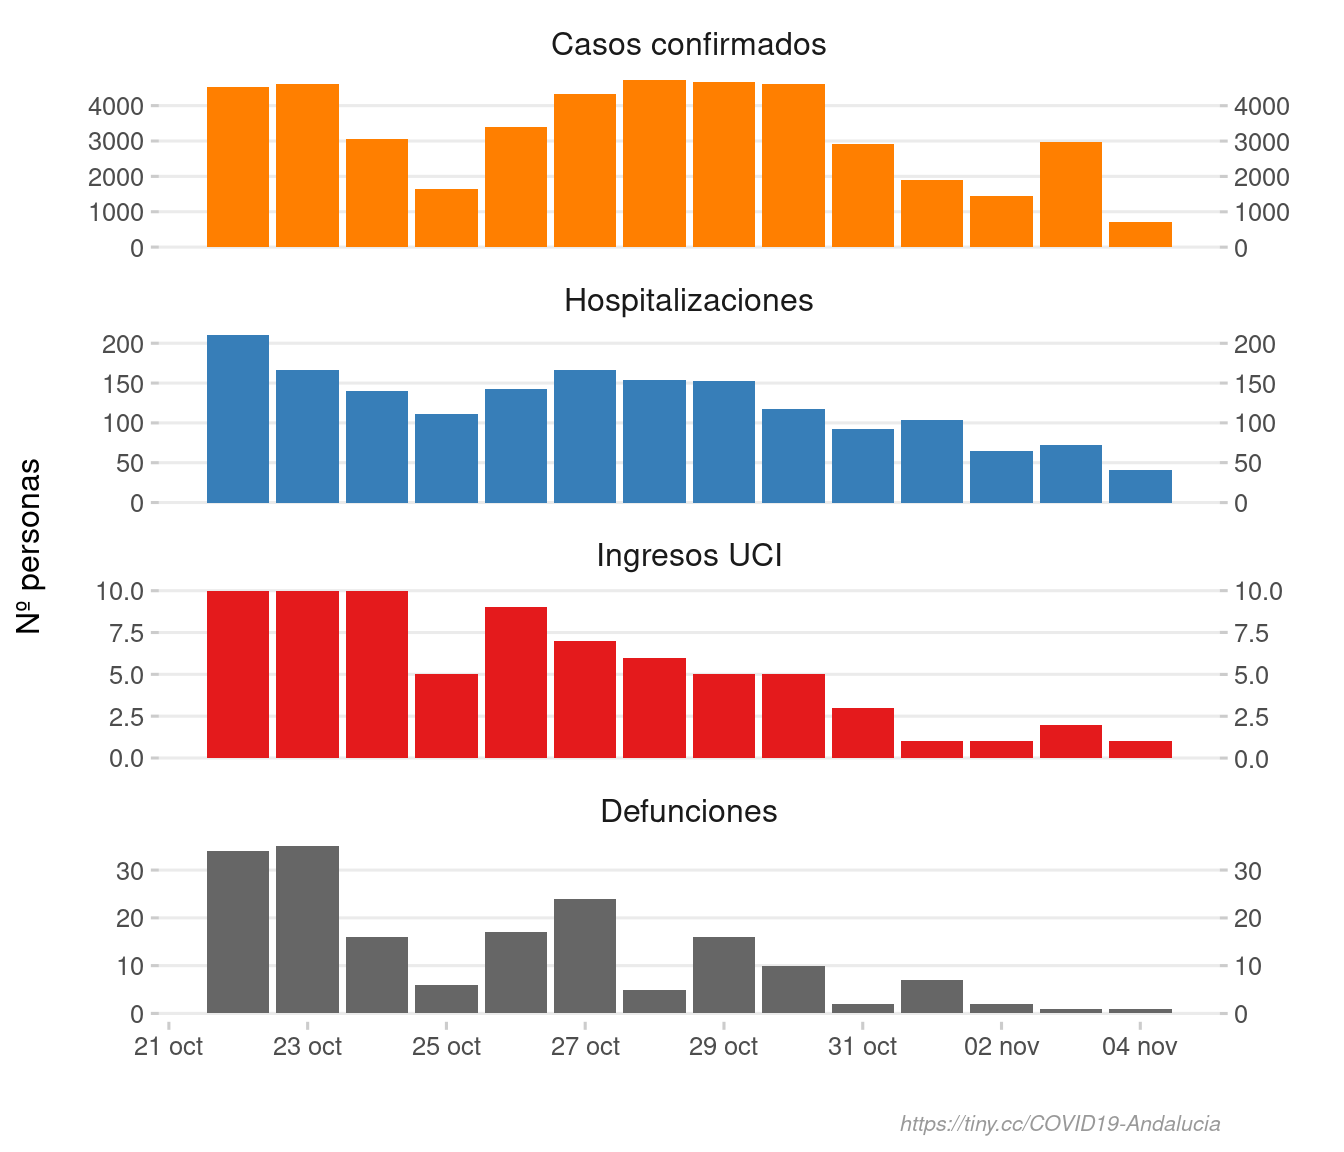 Casos confirmados
4000 4000
3000 3000
2000 2000
1000 1000
0 0
Hospitalizaciones
200 200
150 150
100 100
50 50
0 0
Nº personas
Ingresos UCI
10.0 10.0
7.5 7.5
5.0 5.0
2.5 2.5
0.0 0.0
Defunciones
30 30
20 20
10 10
0 0
21 oct 23 oct 25 oct 27 oct 29 oct 31 oct 02 nov 04 nov
https://tiny.cc/COVID19-Andalucia